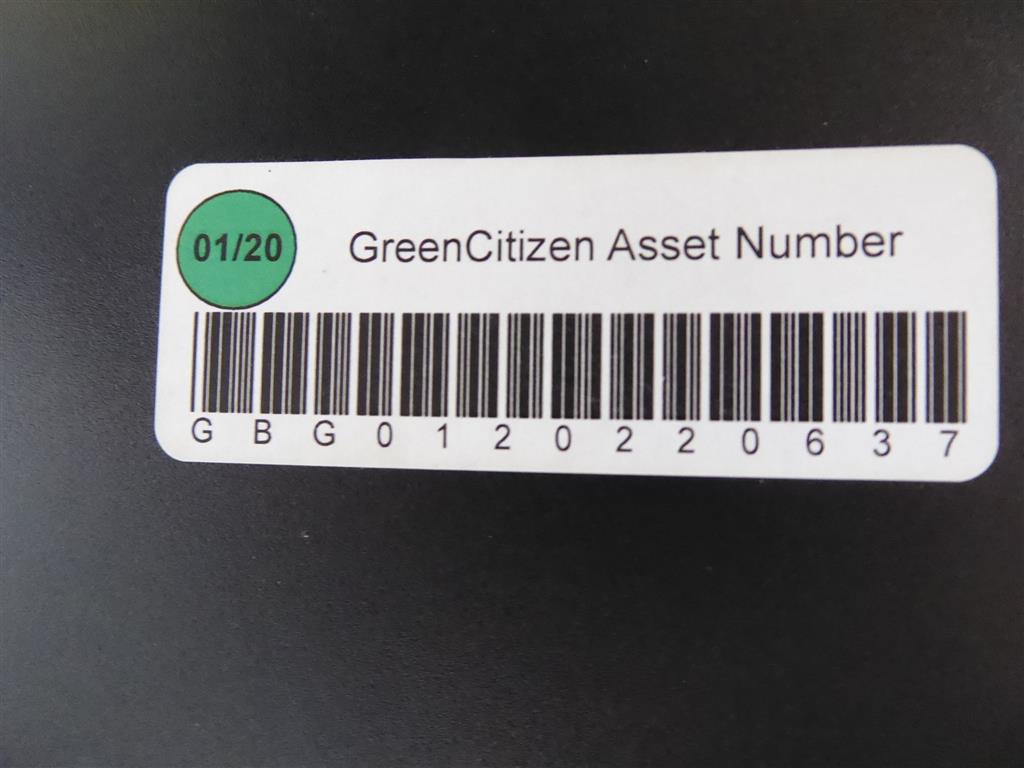 01/20
GreenCitizen Asset Number
G B G 0 1 2 0 2 2 0 6 3 7